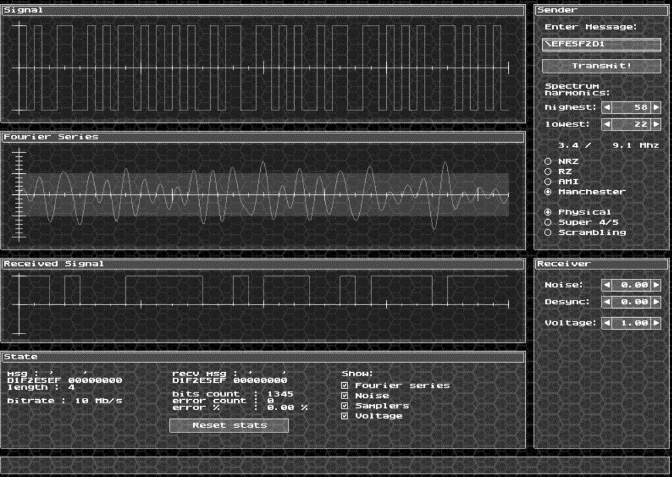 Signal
Fourier Series
Received Signal
State
msg : '    '
D1F2E5EF 00000000
length : 4
bitrate : 10 Mb/s
recv msg : '    '
D1F2E5EF 00000000
bits count : 1345
error count : 0
error % : 0.00 %
Reset stats
Show:
Fourier series
Noise
Samplers
Voltage
Sender
Enter Message:
\EFE5F2D1
Transmit!
Spectrum
harmonics:
highest: 58
lowest: 22
3.4 / 9.1 Mhz
NRZ
RZ
AMI
Manchester
Physical
Super 4/5
Scrambling
Receiver
Noise: 0.00
Desync: 0.00
Voltage: 1.00